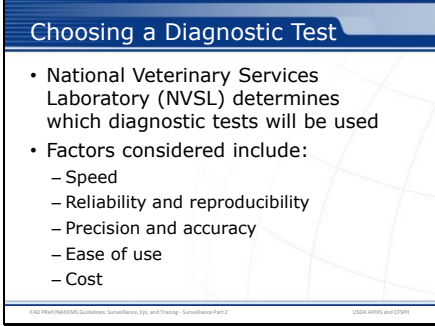 Choosing a Diagnostic Test
• National Veterinary Services
Laboratory (NVSL) determines
which diagnostic tests will be used
• Factors considered include:
– Speed
– Reliability and reproducibility
– Precision and accuracy
– Ease of use
– Cost
FAD PReP/NAHEMS Guidelines: Surveillance, Epi, and Tracing - Surveillance Part 2
USDA APHIS and CFSPH